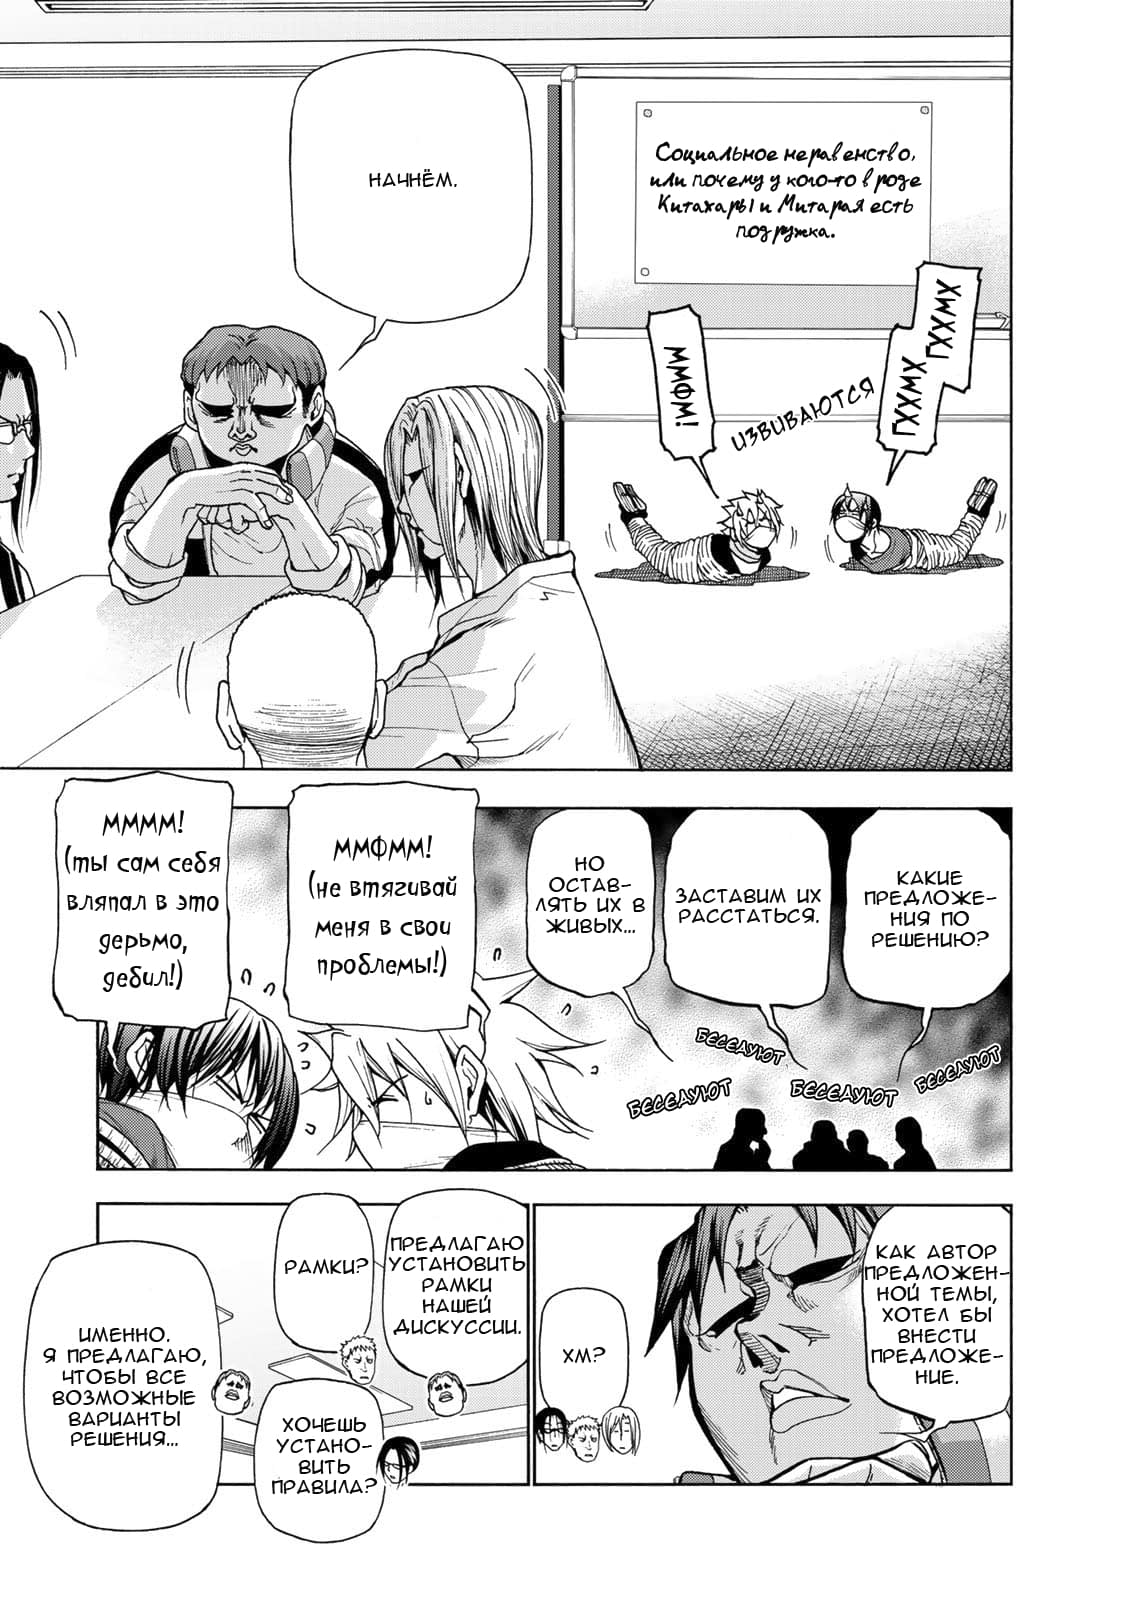 Социальное неравенство,
или почему у кого-то в роде
Китахары и Митарая есть
подружка.
НАЧНЁМ.
ГХХМХ
ГХХМХ
ИЗВИВАЮТСЯ
ММФМ!
КАКИЕ
ПРЕДЛОЖЕ-
НИЯ ПО
РЕШЕНИЮ?
ЗАСТАВИМ ИХ
РАССТАТЬСЯ.
НО
ОСТАВ-
ЛЯТЬ ИХ В
ЖИВЫХ...
БЕСЕДУЮТ
БЕСЕДУЮТ
БЕСЕДУЮТ
БЕСЕДУЮТ
ММФММ!
(НЕ ВТЯГИВАЙ
МЕНЯ В СВОИ
ПРОБЛЕМЫ!)
ММММ!
(ТЫ САМ СЕБЯ
ВЛЯПАЛ В ЭТО
ДЕРЬМО,
ДЕБИЛ!)
КАК АВТОР
ПРЕДЛОЖЕН-
НОЙ ТЕМЫ,
ХОТЕЛ БЫ
ВНЕСТИ
ПРЕДЛОЖЕ-
НИЕ.
ХМ?
ПРЕДЛАГАЮ
УСТАНОВИТЬ
РАМКИ
НАШЕЙ
ДИСКУССИИ.
РАМКИ?
ХОЧЕШЬ
УСТАНО-
ВИТЬ
ПРАВИЛА?
ИМЕННО.
Я ПРЕДЛАГАЮ,
ЧТОБЫ ВСЕ
ВОЗМОЖНЫЕ
ВАРИАНТЫ
РЕШЕНИЯ...